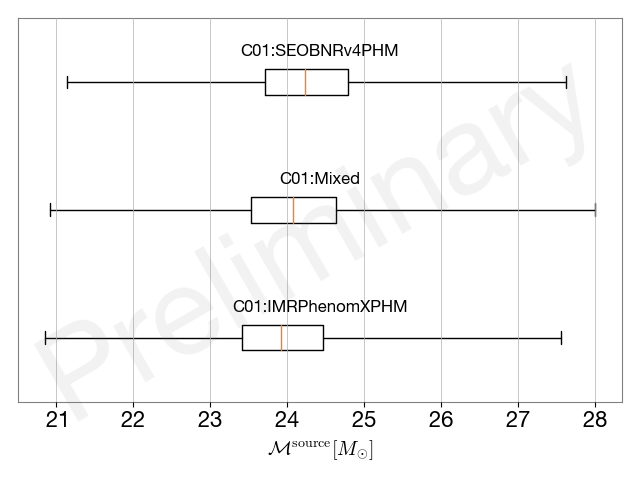 C01:SEOBNRv4PHM
C01:Mixed
C01:IMRPhenomXPHM
Preliminary
21 22 23 24 25 26 27 28
ℳ^source[M_⊙]